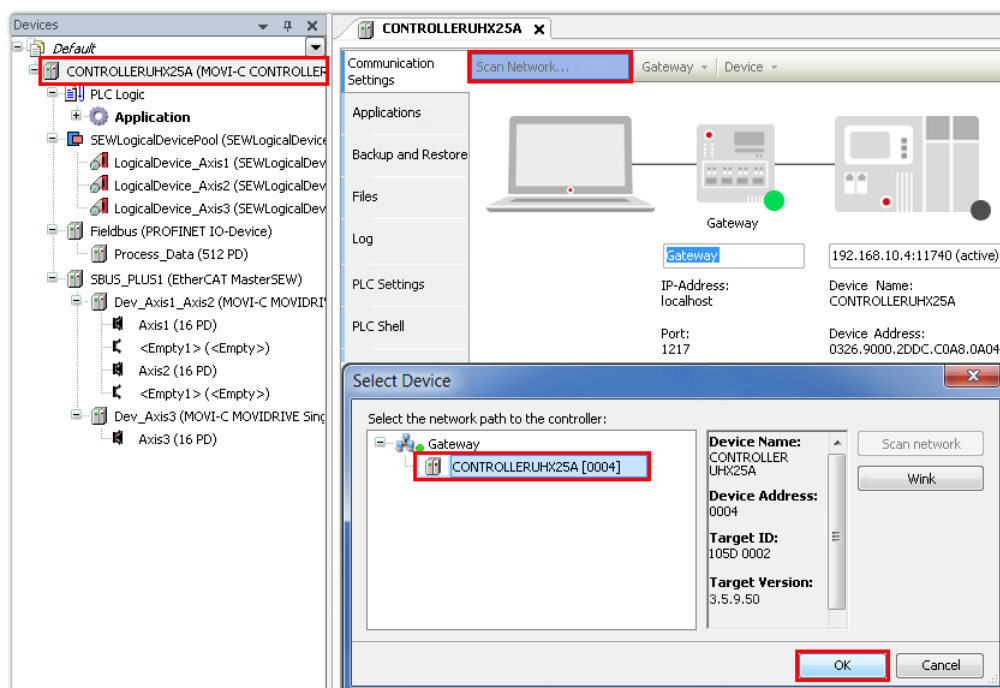 Devices
Default
CONTROLLERUHX25A (MOVI-C CONTROLLER
PLC Logic
Application
SEWLogicalDevicePool (SEWLogicalDevice
LogicalDevice_Axis1 (SEWLogicalDev
LogicalDevice_Axis2 (SEWLogicalDev
LogicalDevice_Axis3 (SEWLogicalDev
Fieldbus (PROFINET IO-Device)
Process_Data (512 PD)
SBUS_PLUS1 (EtherCAT MasterSEW)
Dev_Axis1_Axis2 (MOVI-C MOVIDRI
Axis1 (16 PD)
<Empty1> (<Empty>)
Axis2 (16 PD)
<Empty1> (<Empty>)
Dev_Axis3 (MOVI-C MOVIDRIVE Sing
Axis3 (16 PD)
CONTROLLERUHX25A
Communication
Settings
Applications
Backup and Restore
Files
Log
PLC Settings
PLC Shell
Scan Network...
Gateway
Device
Gateway
Gateway
IP-Address:
localhost
Port:
1217
192.168.10.4:11740 (active)
Device Name:
CONTROLLERUHX25A
Device Address:
0326.9000.2DDC.C0A8.0A04
Select Device
Select the network path to the controller:
Gateway
CONTROLLERUHX25A [0004]
Device Name:
CONTROLLER
UHX25A
Device Address:
0004
Target ID:
105D 0002
Target Version:
3.5.9.50
Scan network
Wink
OK
Cancel